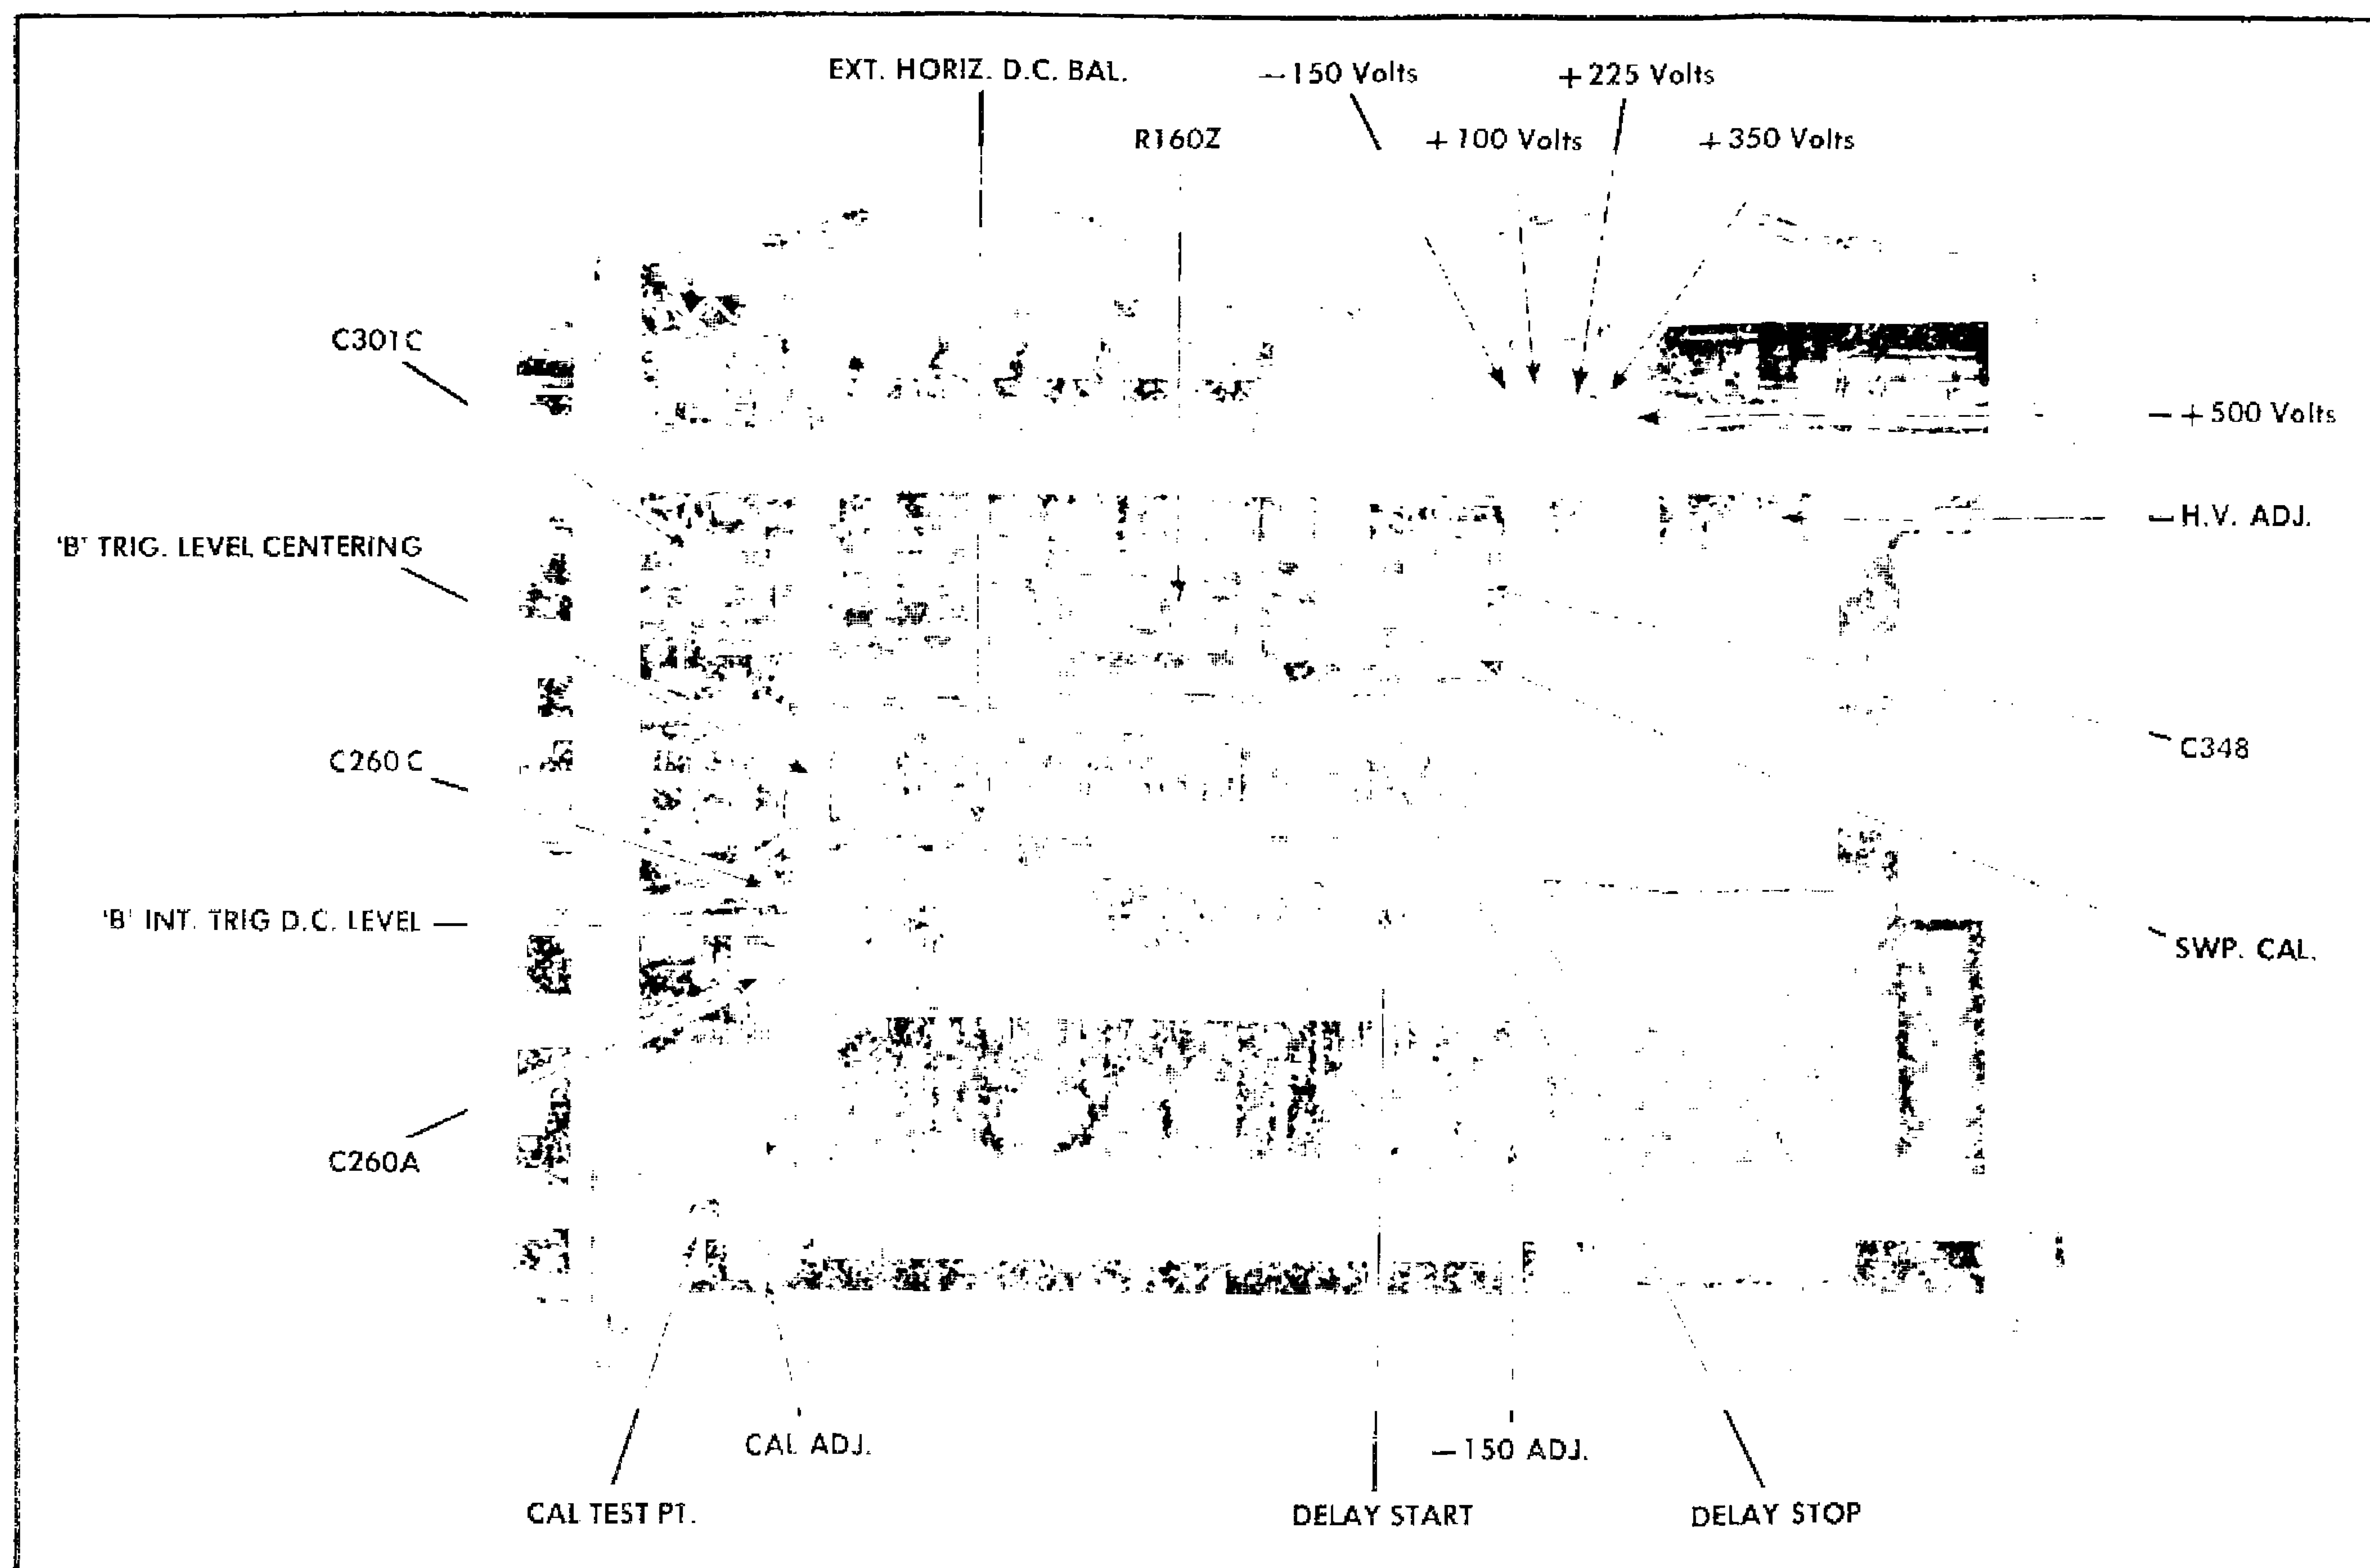 EXT. HORIZ. D.C. BAL.
—150 Volts
+225 Volts
R160Z
+100 Volts
+350 Volts
C301C
—+500 Volts
—H.V. ADJ.
'B' TRIG. LEVEL CENTERING
C260C
C348
'B' INT. TRIG D.C. LEVEL
SWP. CAL.
C260A
CAL ADJ.
—150 ADJ.
CAL TEST PT.
DELAY START
DELAY STOP